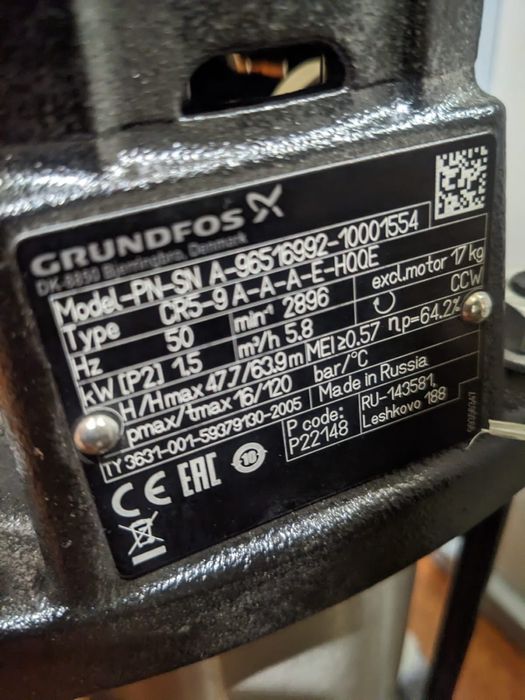 GRUNDFOS
DK-8850 Bjerringbro, Denmark
Model-PN-SN A-96516992-10001554
Type CR5-9 A-A-A-E-HQQE
Hz 50 min⁻¹ 2896 excl.motor 17 kg
kW [P2] 1.5 m³/h 5.8 CCW
H/Hmax 47.7/63.9 m MEI≥0.57 η,p=64.2%
pmax/tmax 16/120 bar/°C
TY 3631-001-59379130-2005 Made in Russia
P code: RU-143581,
P22148 Leshkovo 188
CE EAC 10